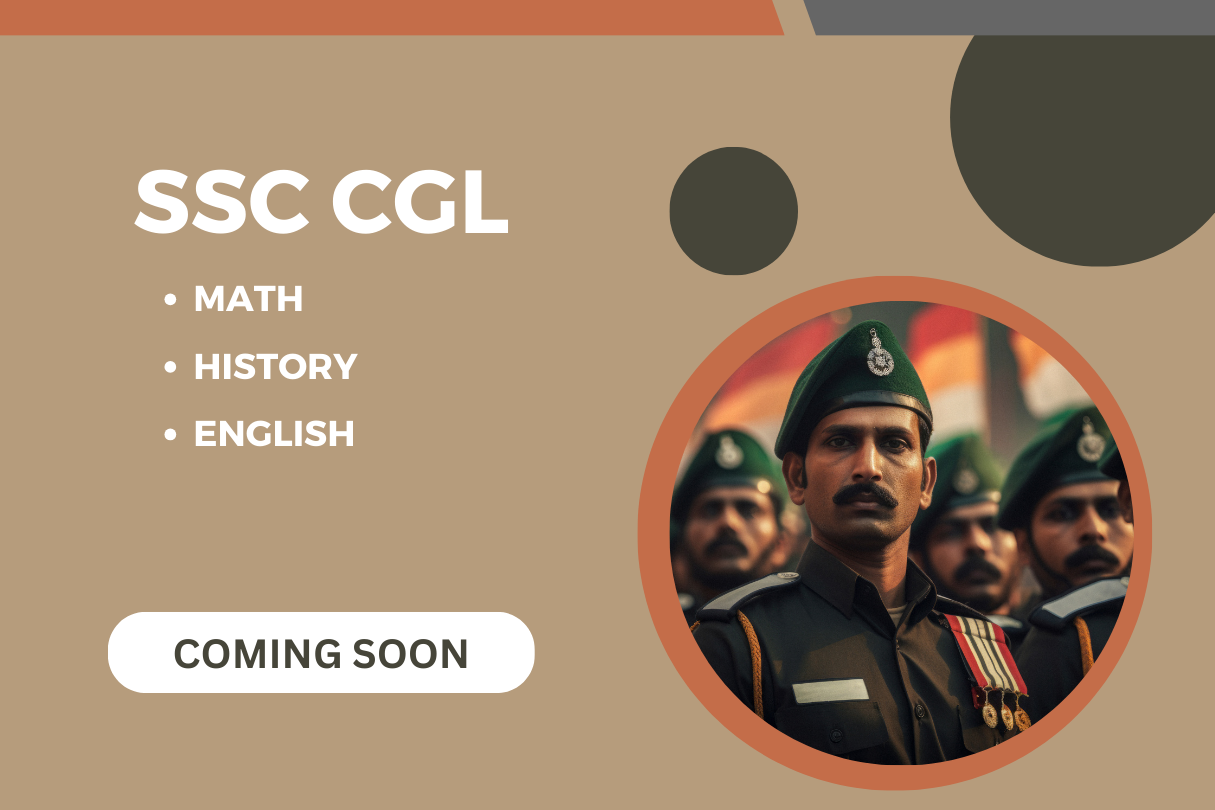 SSC CGL
• MATH
• HISTORY
• ENGLISH
COMING SOON